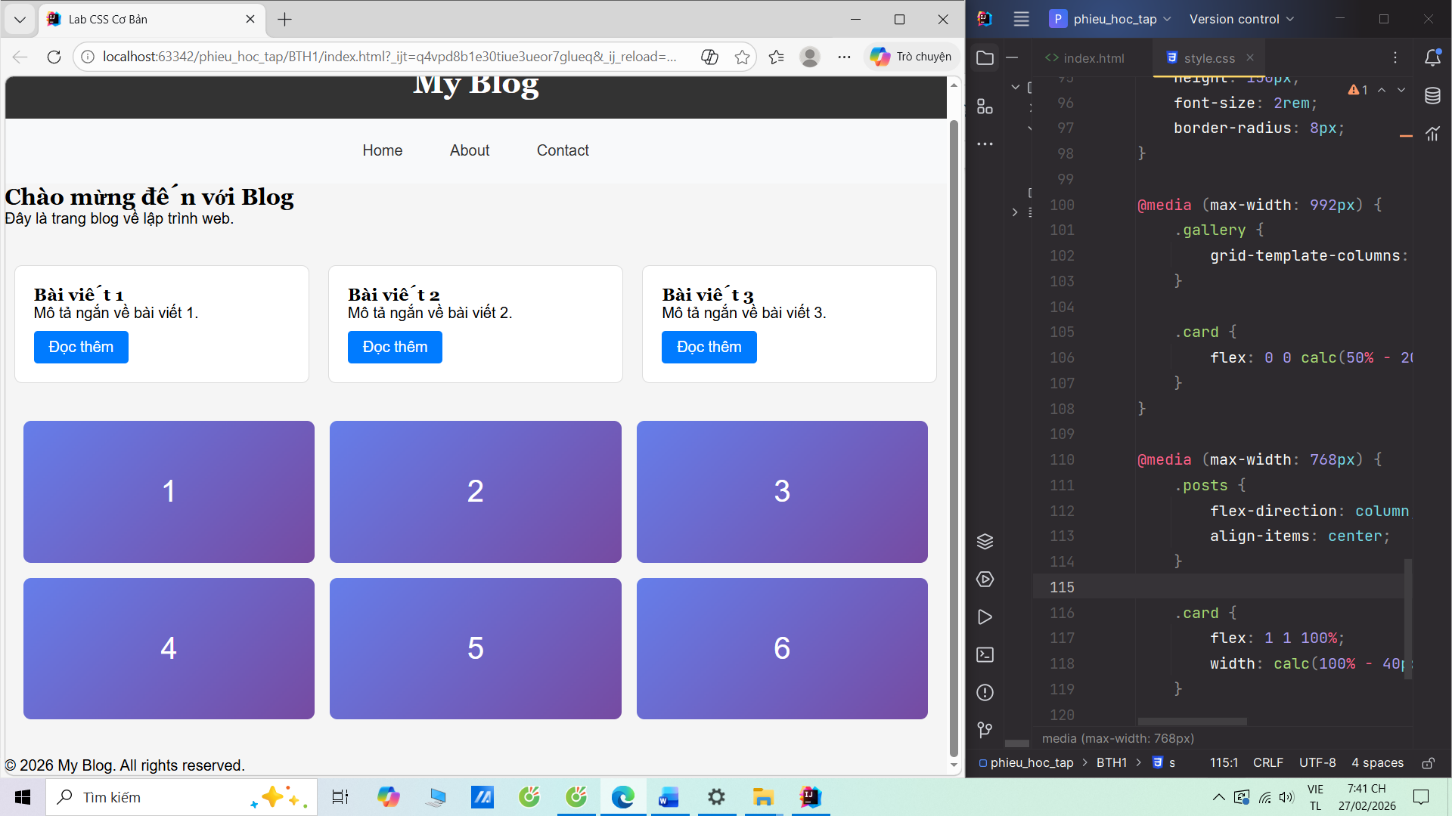 Lab CSS Cơ Bản
localhost:63342/phieu_hoc_tap/BTH1/index.html?_ijt=q4vpd8b1e30tiue3ueor7glueq&_ij_reload=...
Trò chuyện
My Blog
Home About Contact
Chào mừng đến với Blog
Đây là trang blog về lập trình web.
Bài viết 1
Mô tả ngắn về bài viết 1.
Đọc thêm
Bài viết 2
Mô tả ngắn về bài viết 2.
Đọc thêm
Bài viết 3
Mô tả ngắn về bài viết 3.
Đọc thêm
1 2 3
4 5 6
© 2026 My Blog. All rights reserved.
P phieu_hoc_tap Version control
index.html style.css
1
95 height: 150px;
96 font-size: 2rem;
97 border-radius: 8px;
98 }
99
100 @media (max-width: 992px) {
101 .gallery {
102 grid-template-columns:
103 }
104
105 .card {
106 flex: 0 0 calc(50% - 20
107 }
108 }
109
110 @media (max-width: 768px) {
111 .posts {
112 flex-direction: column
113 align-items: center;
114 }
115
116 .card {
117 flex: 1 1 100%;
118 width: calc(100% - 40p
119 }
120
media (max-width: 768px)
phieu_hoc_tap > BTH1 > s 115:1 CRLF UTF-8 4 spaces
Tìm kiếm
VIE
TL
7:41 CH
27/02/2026